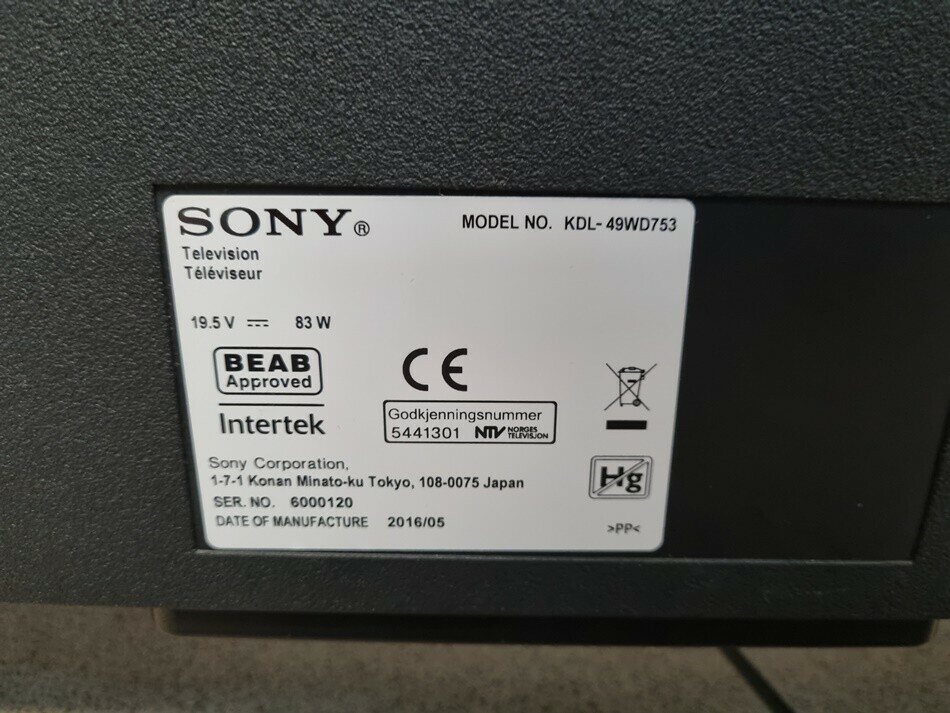 SONY®
MODEL NO. KDL-49WD753
Television
Téléviseur
19.5 V ⎓ 83 W
BEAB
Approved
Intertek
CE
Godkjenningsnummer
5441301 NTV NORGES TELEVISJON
Hg
Sony Corporation,
1-7-1 Konan Minato-ku Tokyo, 108-0075 Japan
SER. NO. 6000120
DATE OF MANUFACTURE 2016/05
>PP<